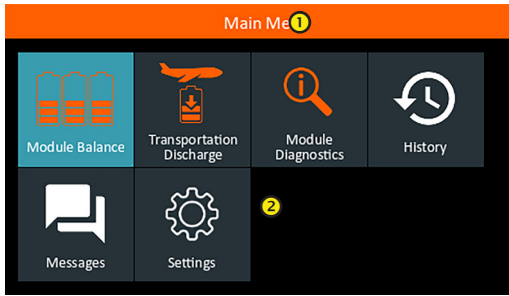 Main Me 1
Module Balance
Transportation
Discharge
Module
Diagnostics
History
Messages
Settings
2